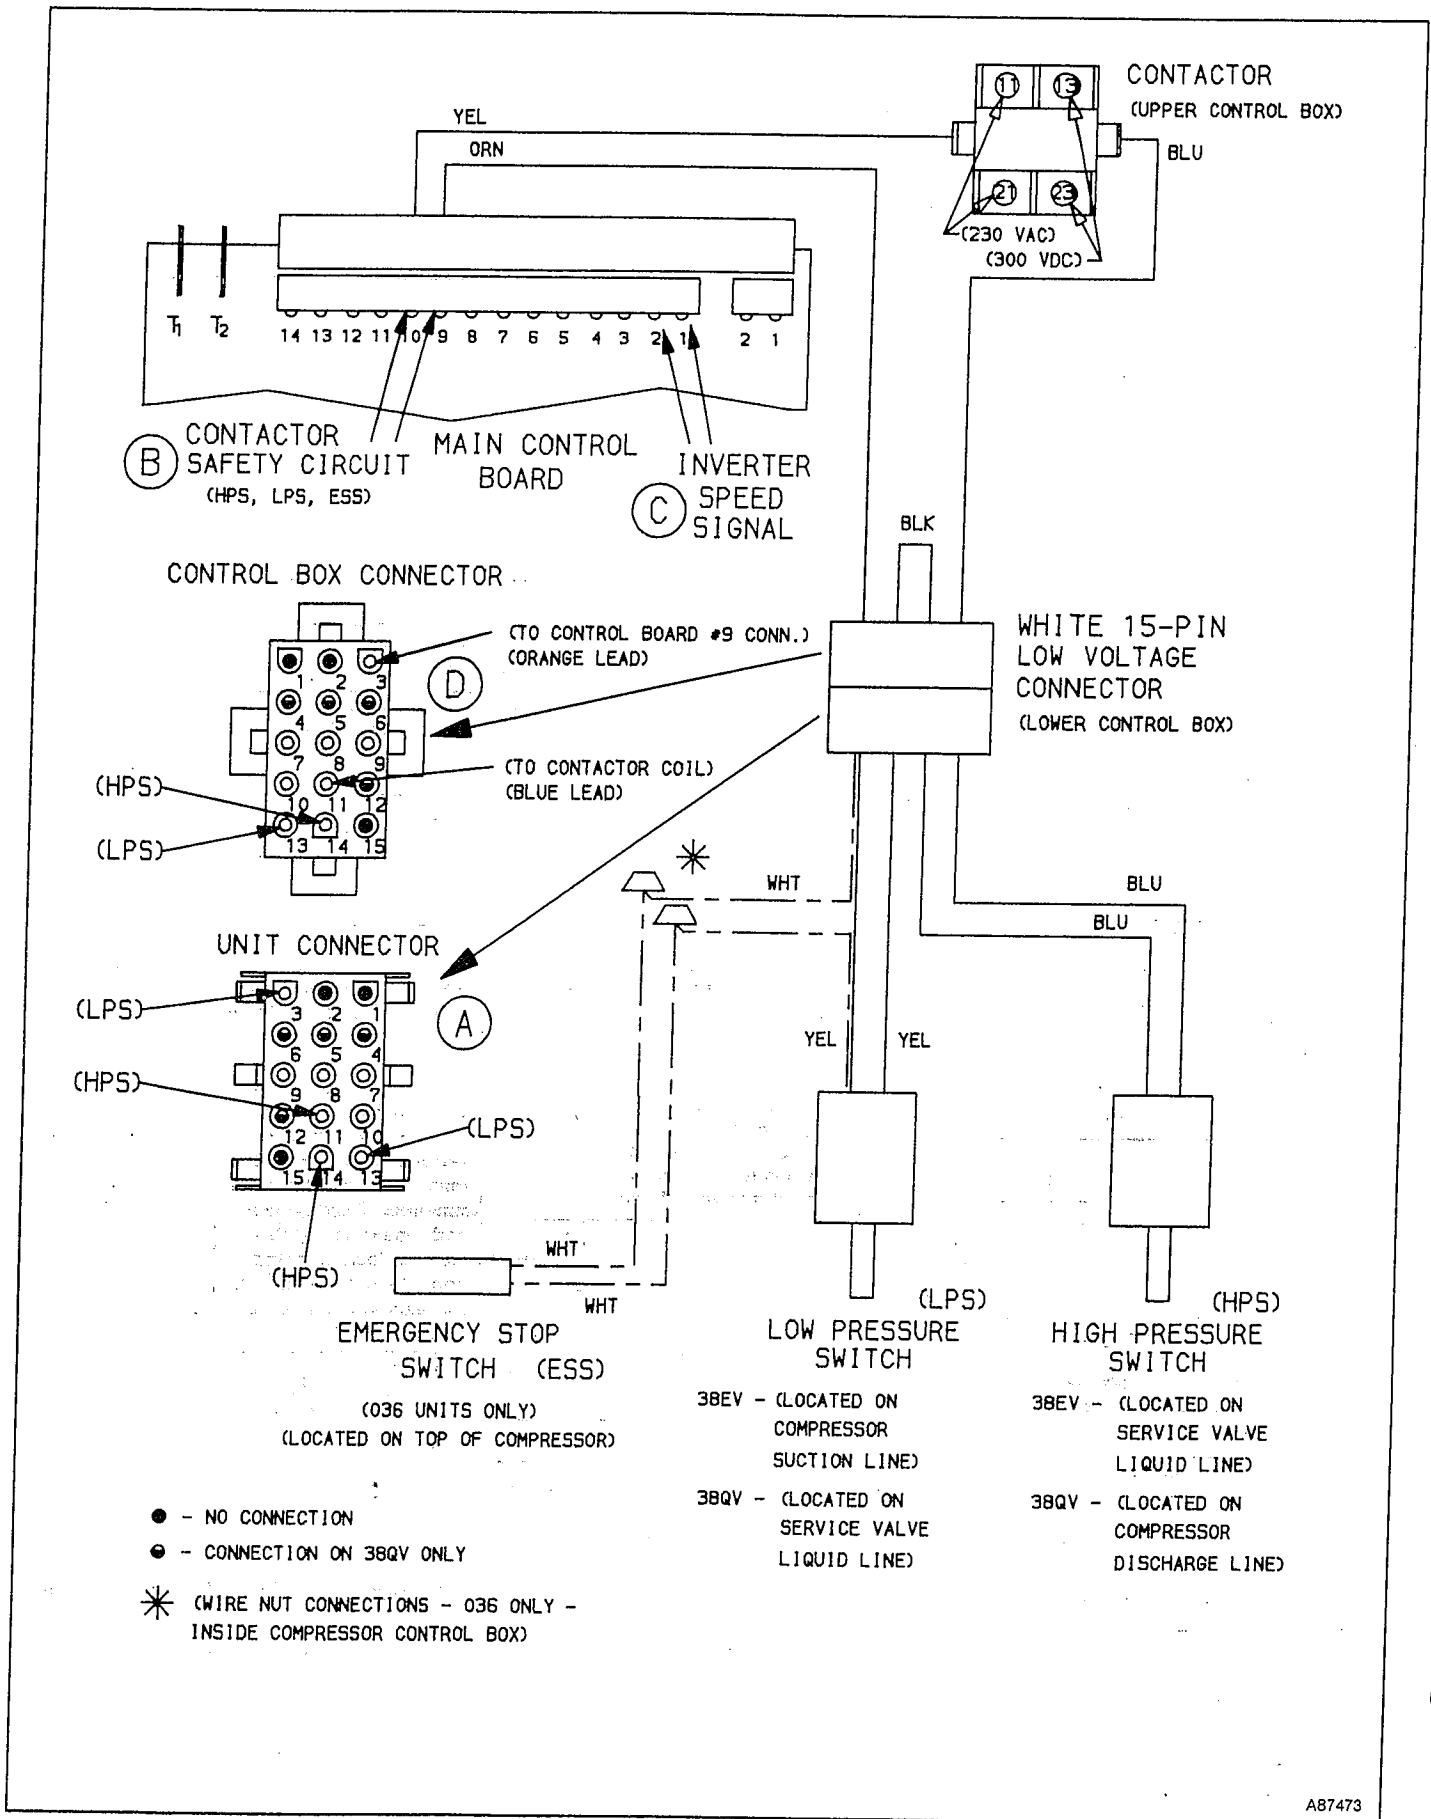 CONTACTOR
(UPPER CONTROL BOX)
11
13
YEL
ORN
BLU
21
23
(230 VAC)
(300 VDC)
T1
T2
14 13 12 11 10 9 8 7 6 5 4 3 2 1 2 1
B
CONTACTOR
SAFETY CIRCUIT
(HPS, LPS, ESS)
MAIN CONTROL
BOARD
C
INVERTER
SPEED
SIGNAL
BLK
CONTROL BOX CONNECTOR
(TO CONTROL BOARD #9 CONN.)
(ORANGE LEAD)
D
WHITE 15-PIN
LOW VOLTAGE
CONNECTOR
(LOWER CONTROL BOX)
1 2 3
4 5 6
7 8 9
(TO CONTACTOR COIL)
(BLUE LEAD)
(HPS)
10 11 12
(LPS)
13 14 15
WHT
BLU
BLU
UNIT CONNECTOR
A
(LPS)
3 2 1
6 5 4
(HPS)
9 8 7
12 11 10
(LPS)
15 14 13
(HPS)
YEL
YEL
WHT
WHT
EMERGENCY STOP
SWITCH (ESS)
(036 UNITS ONLY)
(LOCATED ON TOP OF COMPRESSOR)
(LPS)
LOW PRESSURE
SWITCH
38EV - (LOCATED ON
COMPRESSOR
SUCTION LINE)
38QV - (LOCATED ON
SERVICE VALVE
LIQUID LINE)
(HPS)
HIGH PRESSURE
SWITCH
38EV - (LOCATED ON
SERVICE VALVE
LIQUID LINE)
38QV - (LOCATED ON
COMPRESSOR
DISCHARGE LINE)
- NO CONNECTION
- CONNECTION ON 38QV ONLY
(WIRE NUT CONNECTIONS - 036 ONLY -
INSIDE COMPRESSOR CONTROL BOX)
A87473